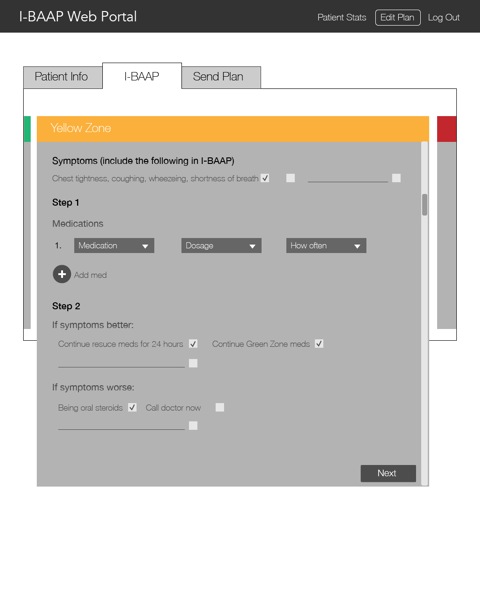 I-BAAP Web Portal
Patient Stats
Edit Plan
Log Out
Patient Info
I-BAAP
Send Plan
Yellow Zone
Symptoms (include the following in I-BAAP)
Chest tightness, coughing, wheezeing, shortness of breath
Step 1
Medications
1. Medication Dosage How often
Add med
Step 2
If symptoms better:
Continue resuce meds for 24 hours Continue Green Zone meds
If symptoms worse:
Being oral steroids Call doctor now
Next